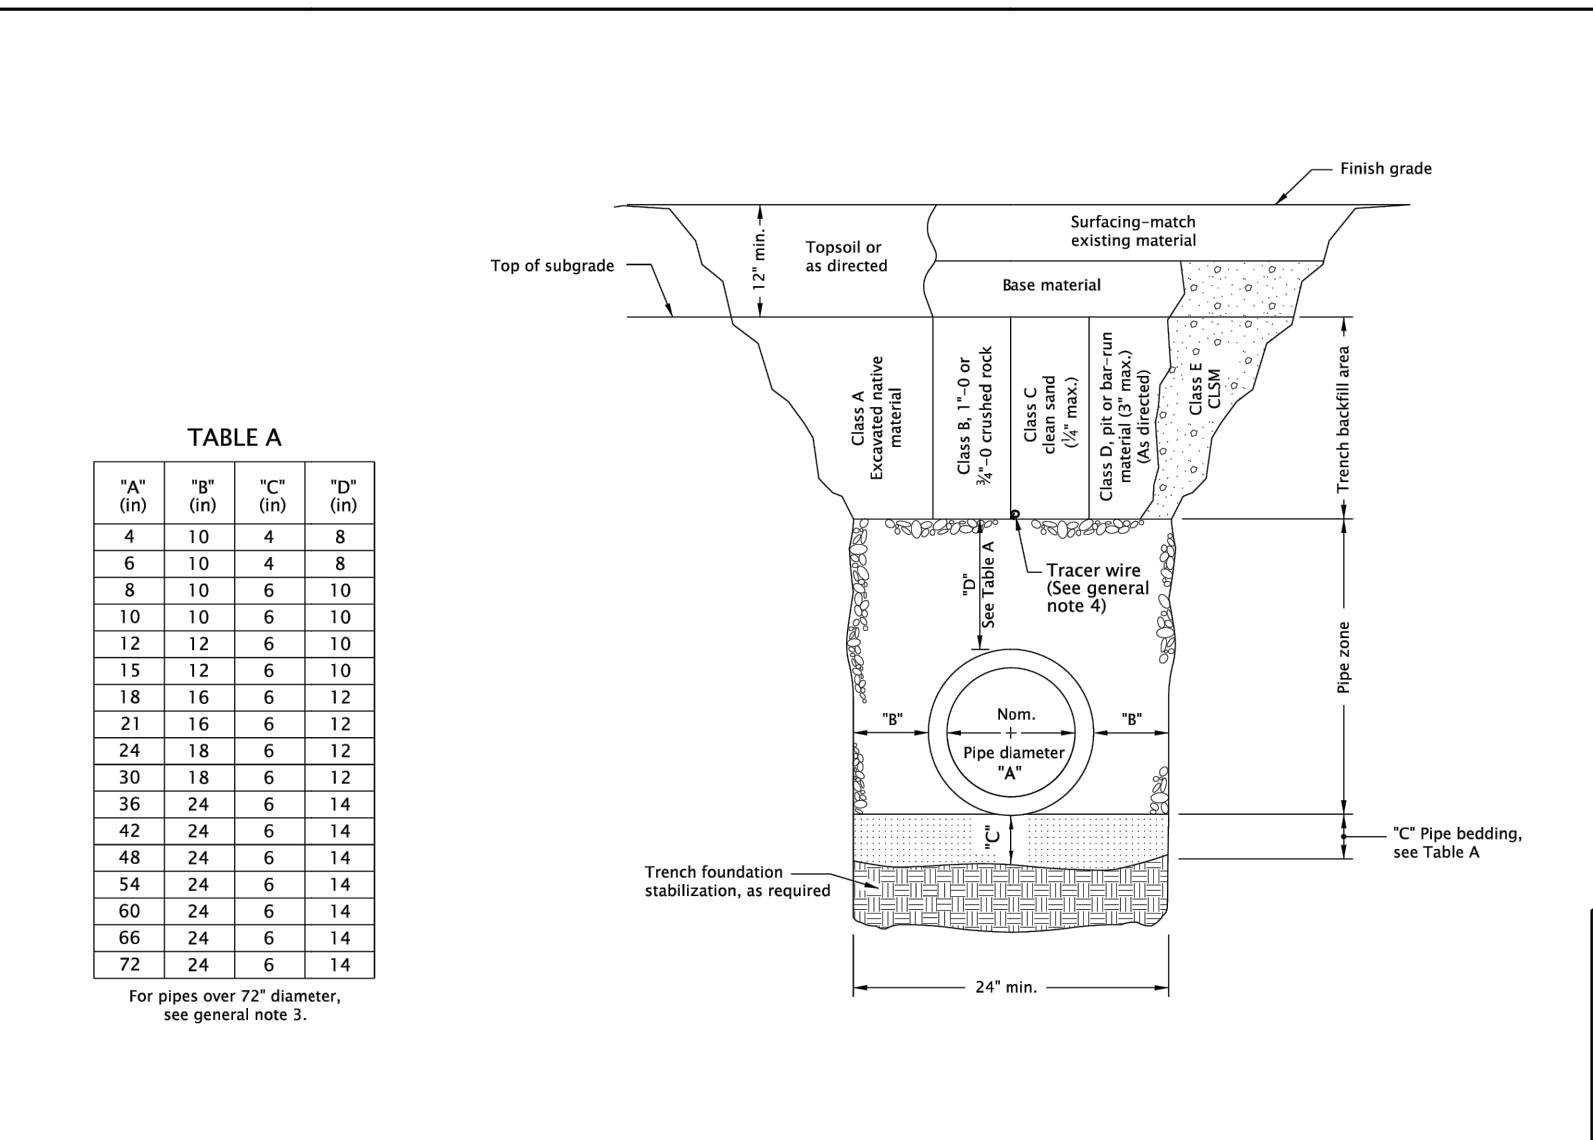 Finish grade
Surfacing-match
existing material
Topsoil or
as directed
12" min.
Top of subgrade
Base material
Class A
Excavated native
material
Class B, 1"-0 or
¾"-0 crushed rock
Class C
clean sand
(¼" max.)
Class D, pit or bar-run
material (3" max.)
(As directed)
Class E
CLSM
Trench backfill area
TABLE A
"A" "B" "C" "D"
(in) (in) (in) (in)
4 10 4 8
6 10 4 8
8 10 6 10
10 10 6 10
12 12 6 10
15 12 6 10
18 16 6 12
21 16 6 12
24 18 6 12
30 18 6 12
36 24 6 14
42 24 6 14
48 24 6 14
54 24 6 14
60 24 6 14
66 24 6 14
72 24 6 14
For pipes over 72" diameter,
see general note 3.
"D"
See Table A
Tracer wire
(See general
note 4)
Pipe zone
"B"
Nom.
Pipe diameter
"A"
"B"
"C"
"C" Pipe bedding,
see Table A
Trench foundation
stabilization, as required
24" min.